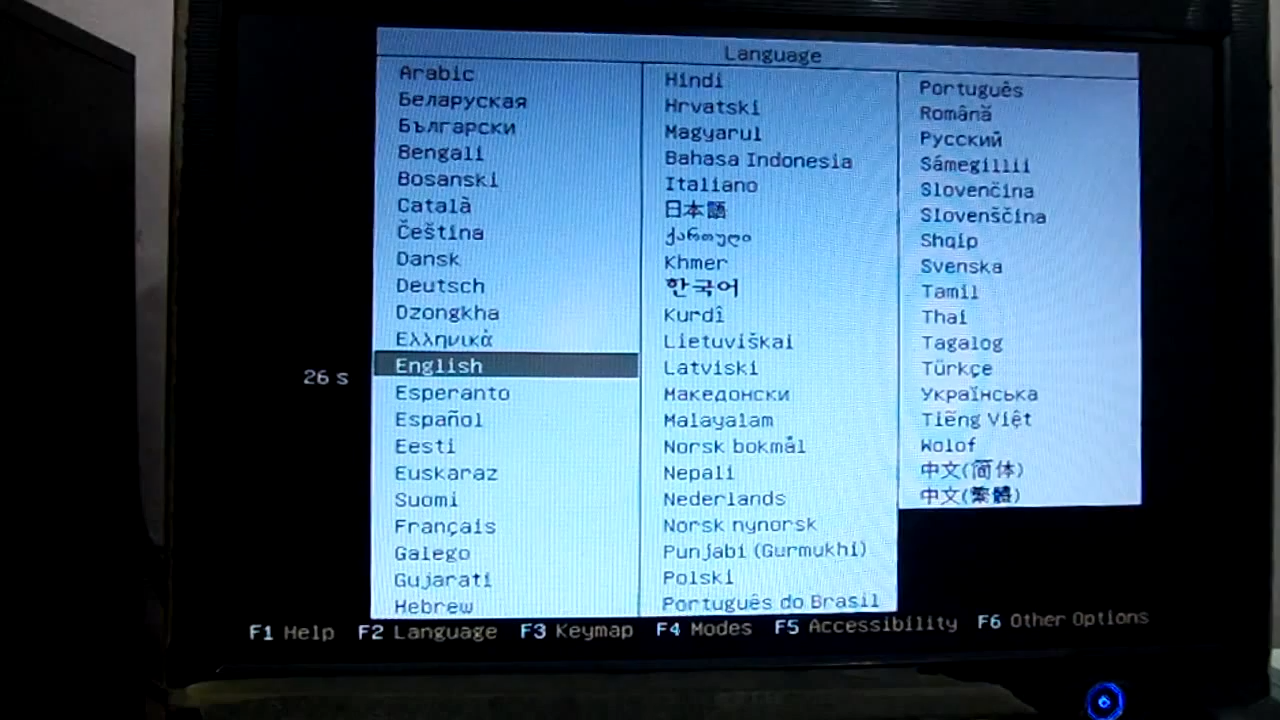 Language
Arabic
Беларуская
Български
Bengali
Bosanski
Català
Čeština
Dansk
Deutsch
Dzongkha
Ελληνικά
English
Esperanto
Español
Eesti
Euskaraz
Suomi
Français
Galego
Gujarati
Hebrew
Hindi
Hrvatski
Magyarul
Bahasa Indonesia
Italiano
日本語
ქართული
Khmer
한국어
Kurdî
Lietuviškai
Latviski
Македонски
Malayalam
Norsk bokmål
Nepali
Nederlands
Norsk nynorsk
Punjabi (Gurmukhi)
Polski
Português do Brasil
Português
Română
Русский
Sámegillii
Slovenčina
Slovenščina
Shqip
Svenska
Tamil
Thai
Tagalog
Türkçe
Українська
Tiếng Việt
Wolof
中文(简体)
中文(繁體)
26 s
F1 Help F2 Language F3 Keymap F4 Modes F5 Accessibility F6 Other Options